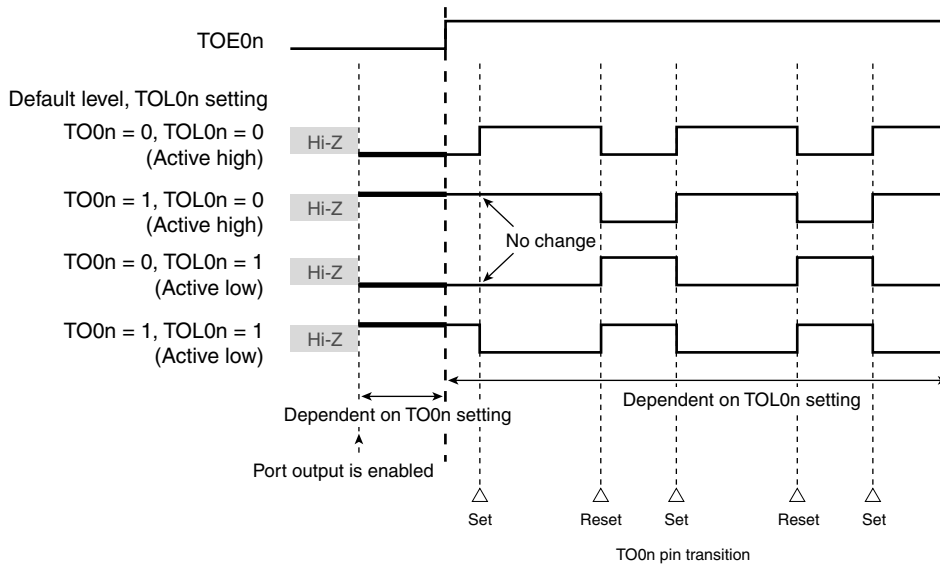 TOE0n
Default level, TOL0n setting
TO0n = 0, TOL0n = 0
(Active high)
Hi-Z
TO0n = 1, TOL0n = 0
(Active high)
Hi-Z
No change
TO0n = 0, TOL0n = 1
(Active low)
Hi-Z
TO0n = 1, TOL0n = 1
(Active low)
Hi-Z
Dependent on TO0n setting
Dependent on TOL0n setting
Port output is enabled
Set
Reset
Set
Reset
Set
TO0n pin transition